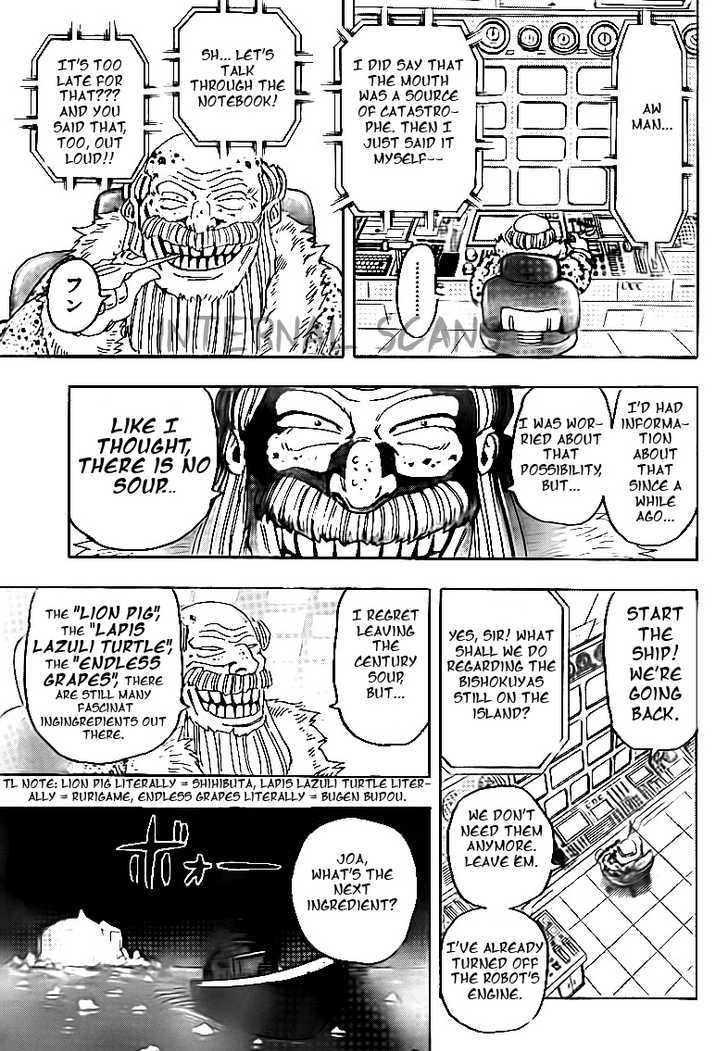 AW
MAN...
I DID SAY THAT
THE MOUTH
WAS A SOURCE
OF CATASTRO-
PHE. THEN I
JUST SAID IT
MYSELF--
.........
SH... LET'S
TALK
THROUGH THE
NOTEBOOK!
IT'S TOO
LATE FOR
THAT???
AND YOU
SAID THAT,
TOO, OUT
LOUD!!
フン
INTERNAL SCANS
I'D HAD
INFORMA-
TION
ABOUT
THAT
SINCE A
WHILE
AGO...
I WAS WOR-
RIED ABOUT
THAT
POSSIBILITY,
BUT...
LIKE I
THOUGHT,
THERE IS NO
SOUP...
START
THE
SHIP!
WE'RE
GOING
BACK.
YES, SIR! WHAT
SHALL WE DO
REGARDING
THE
BISHOKUYAS
STILL ON THE
ISLAND?
WE DON'T
NEED THEM
ANYMORE.
LEAVE EM.
I'VE ALREADY
TURNED OFF
THE ROBOT'S
ENGINE.
I REGRET
LEAVING
THE
CENTURY
SOUP,
BUT...
THE "LION PIG",
THE "LAPIS
LAZULI TURTLE",
THE "ENDLESS
GRAPES", THERE
ARE STILL MANY
FASCINAT
INGINGREDIENTS OUT
THERE.
TL NOTE: LION PIG LITERALLY = SHIHIBUTA, LAPIS LAZULI TURTLE LITER-
ALLY = RURIGAME, ENDLESS GRAPES LITERALLY = BUGEN BUDOU.
JOA,
WHAT'S THE
NEXT
INGREDIENT?
ボォー